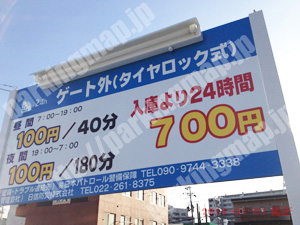 ゲート外(タイヤロック式)
昼間 7:00〜19:00
100円/40分
夜間 19:00〜7:00
100円/180分
入庫より24時間
700円
TEL090-9744-3338
TEL022-261-8375